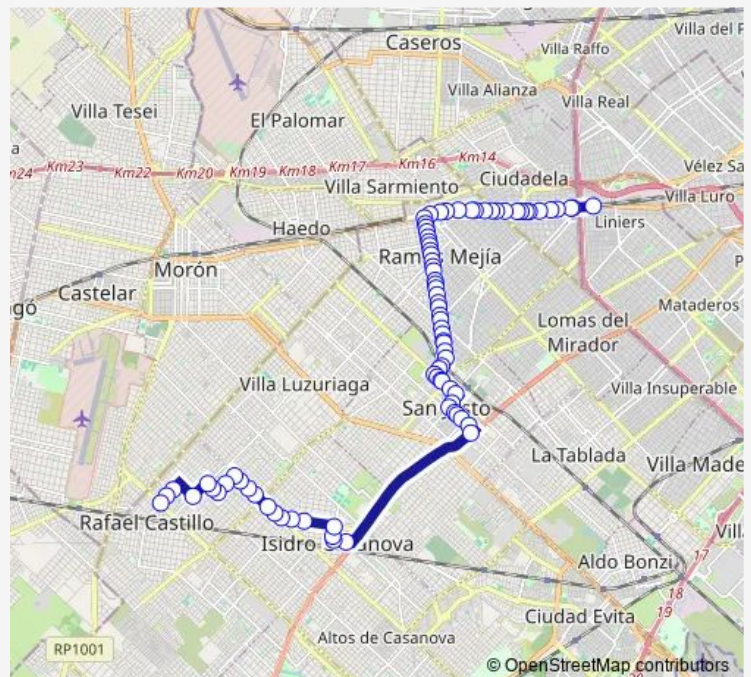 Villa del F
Caseros
Villa Raffo
Villa Alianza
Villa Real
Villa Tesei
El Palomar
Km24 Km23 Km22 Km20 Km19 Km18 Km17 Km16 Km14
Villa Sarmiento
Ciudadela
Vélez Sa
Villa Luro
Liniers
Haedo
Mejía
Morón
Castelar
gó
Mataderos
Lomas del
Mirador
Villa Luzuriaga
Villa Insuperable
San
La Tablada
Villa Made
Rafael Castillo
Isidro
Aldo Bonzi
Vill
17
18
19
20
Ciudad Evita
Altos de Casanova
RP1001
© OpenStreetMap contributors